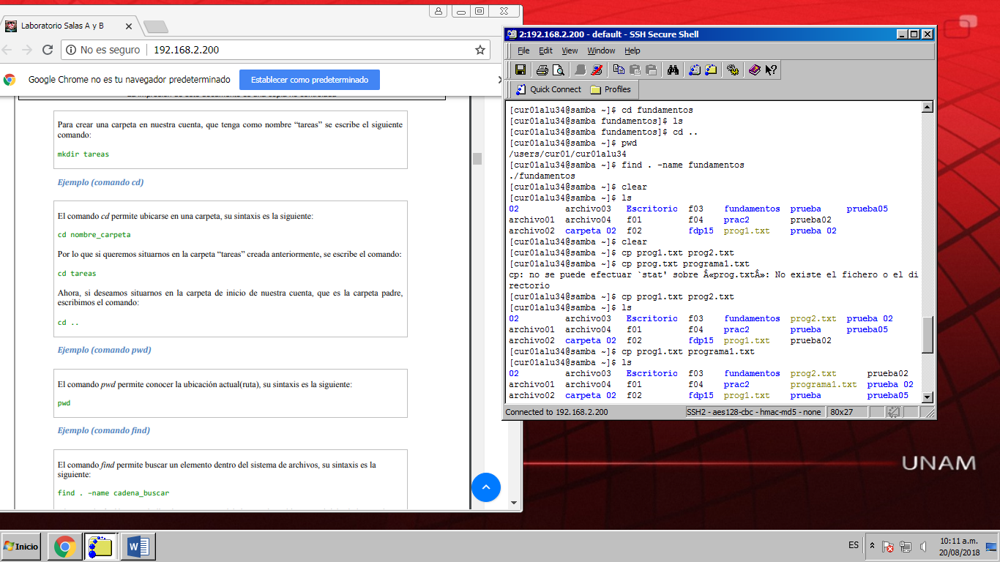 Laboratorio Salas A y B
No es seguro
192.168.2.200
Google Chrome no es tu navegador predeterminado
Establecer como predeterminado
Para crear una carpeta en nuestra cuenta, que tenga como nombre “tareas” se escribe el siguiente
comando:
mkdir tareas
Ejemplo (comando cd)
El comando cd permite ubicarse en una carpeta, su sintaxis es la siguiente:
cd nombre_carpeta
Por lo que si queremos situarnos en la carpeta “tareas” creada anteriormente, se escribe el comando:
cd tareas
Ahora, si deseamos situarnos en la carpeta de inicio de nuestra cuenta, que es la carpeta padre,
escribimos el comando:
cd ..
Ejemplo (comando pwd)
El comando pwd permite conocer la ubicación actual(ruta), su sintaxis es la siguiente:
pwd
Ejemplo (comando find)
El comando find permite buscar un elemento dentro del sistema de archivos, su sintaxis es la
siguiente:
find . -name cadena_buscar
2:192.168.2.200 - default - SSH Secure Shell
File Edit View Window Help
Quick Connect Profiles
[cur01alu34@samba ~]$ cd fundamentos
[cur01alu34@samba fundamentos]$ ls
[cur01alu34@samba fundamentos]$ cd ..
[cur01alu34@samba ~]$ pwd
/users/cur01/cur01alu34
[cur01alu34@samba ~]$ find . -name fundamentos
./fundamentos
[cur01alu34@samba ~]$ clear
[cur01alu34@samba ~]$ ls
02 archivo03 Escritorio f03 fundamentos prueba prueba05
archivo01 archivo04 f01 f04 prac2 prueba02
archivo02 carpeta 02 f02 fdp15 prog1.txt prueba 02
[cur01alu34@samba ~]$ clear
[cur01alu34@samba ~]$ cp prog1.txt prog2.txt
[cur01alu34@samba ~]$ cp prog.txt programa1.txt
cp: no se puede efectuar `stat' sobre Â«prog.txtÂ»: No existe el fichero o el di
rectorio
[cur01alu34@samba ~]$ cp prog1.txt prog2.txt
[cur01alu34@samba ~]$ ls
02 archivo03 Escritorio f03 fundamentos prog2.txt prueba 02
archivo01 archivo04 f01 f04 prac2 prueba prueba05
archivo02 carpeta 02 f02 fdp15 prog1.txt prueba02
[cur01alu34@samba ~]$ cp prog1.txt programa1.txt
[cur01alu34@samba ~]$ ls
02 archivo03 Escritorio f03 fundamentos prog2.txt prueba02
archivo01 archivo04 f01 f04 prac2 programa1.txt prueba 02
archivo02 carpeta 02 f02 fdp15 prog1.txt prueba prueba05
Connected to 192.168.2.200
SSH2 - aes128-cbc - hmac-md5 - none
80x27
UNAM
Inicio
ES
10:11 a.m.
20/08/2018